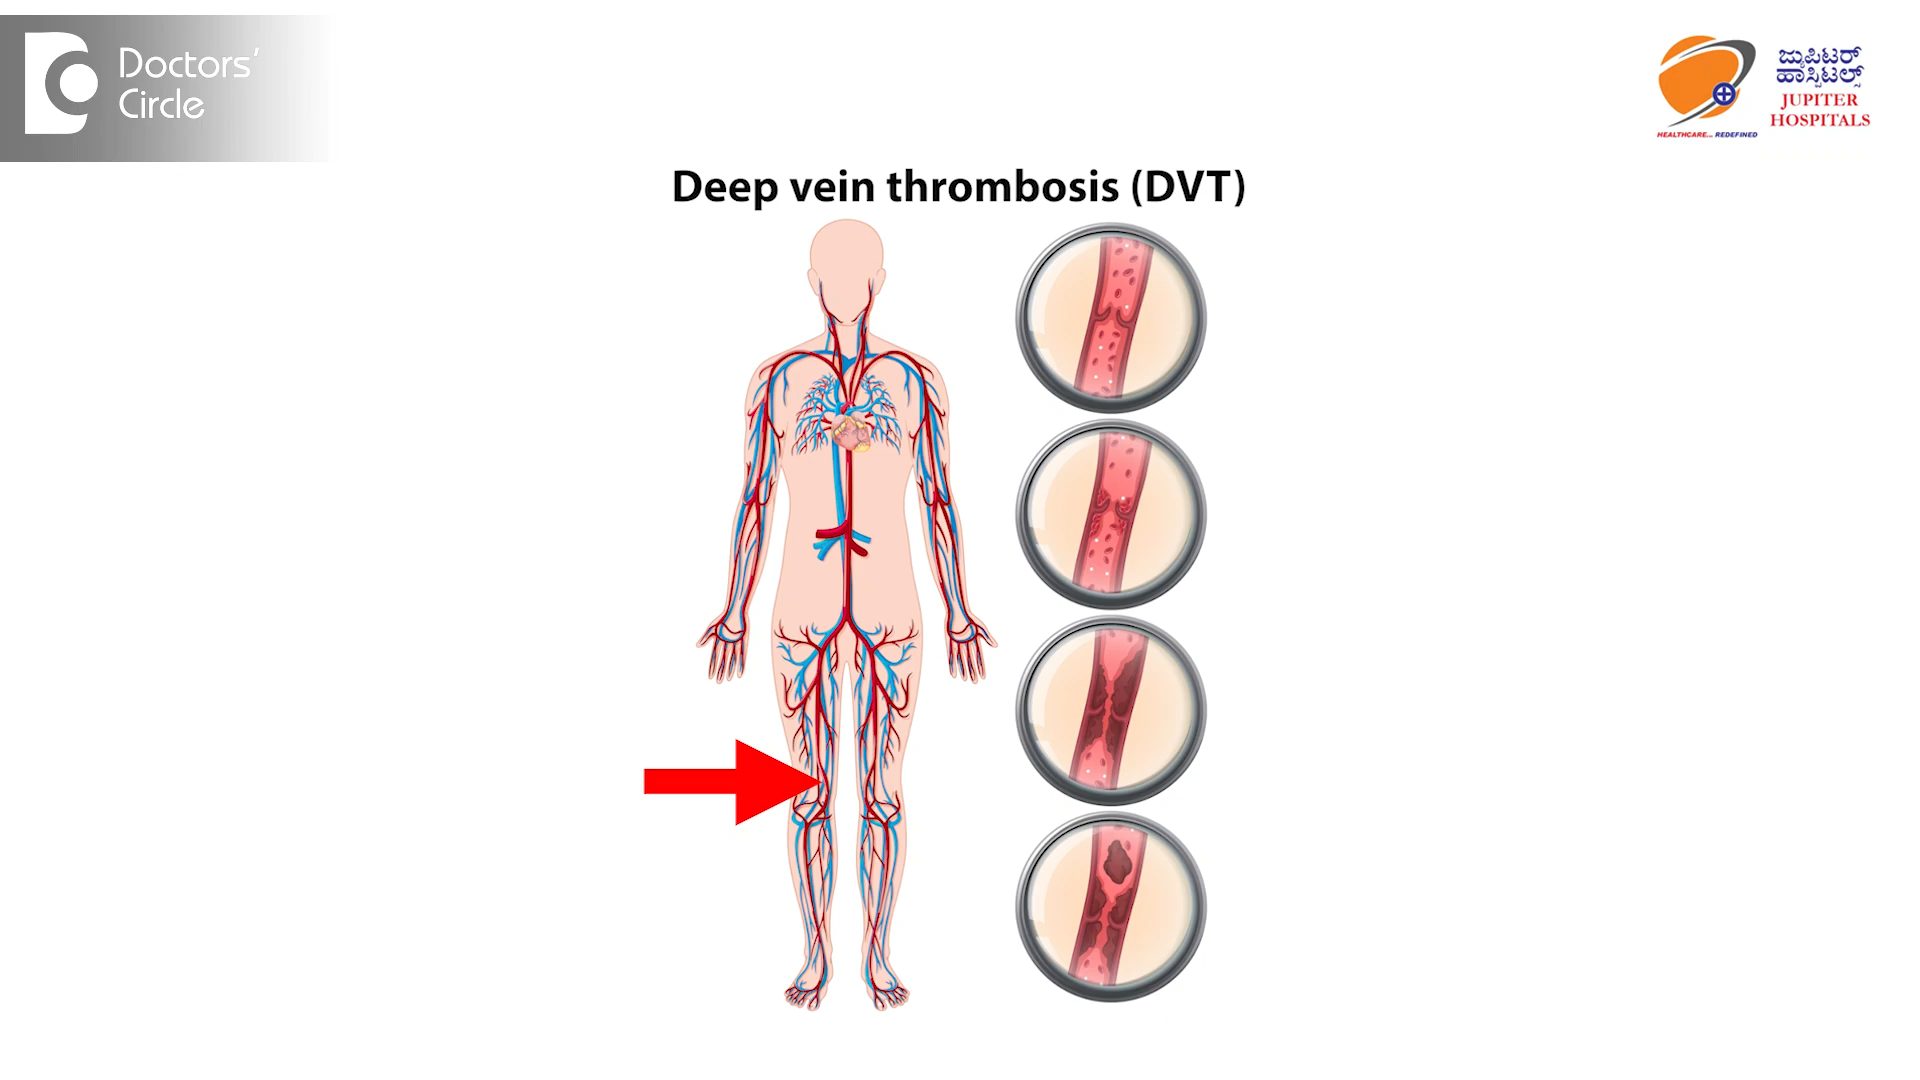 Doctors'
Circle
ಜ್ಯುಪಿಟರ್
ಹಾಸ್ಪಿಟಲ್ಸ್
JUPITER
HOSPITALS
HEALTHCARE... REDEFINED
Deep vein thrombosis (DVT)